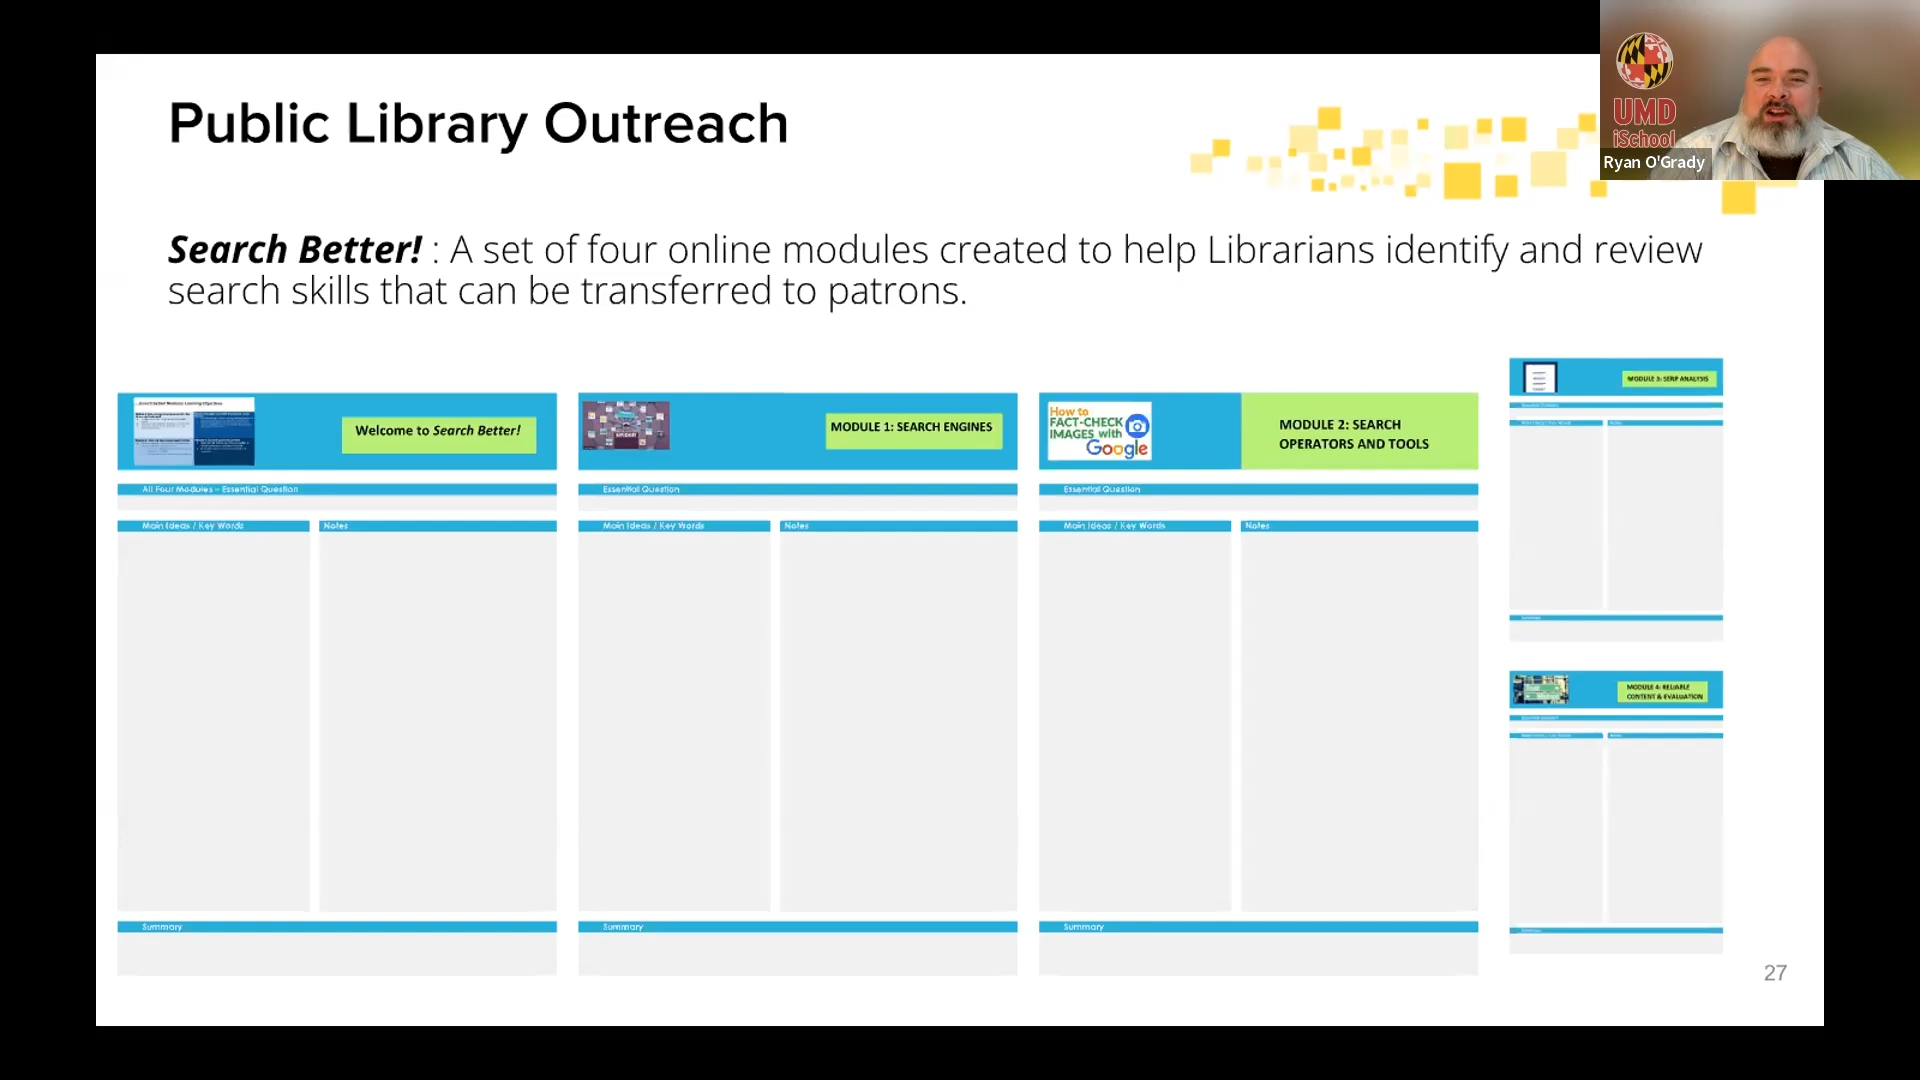 Public Library Outreach
UMD
iSchool
Ryan O'Grady
Search Better! : A set of four online modules created to help Librarians identify and review
search skills that can be transferred to patrons.
Welcome to Search Better!
All Four Modules – Essential Question
Main Ideas / Key Words
Notes
Summary
MODULE 1: SEARCH ENGINES
Essential Question
Main Ideas / Key Words
Notes
Summary
How to
FACT-CHECK
IMAGES with
Google
MODULE 2: SEARCH
OPERATORS AND TOOLS
Essential Question
Main Ideas / Key Words
Notes
Summary
MODULE 3: SERP ANALYSIS
Notes
Summary
MODULE 4: RELIABLE
CONTENT & EVALUATION
Notes
Summary
27